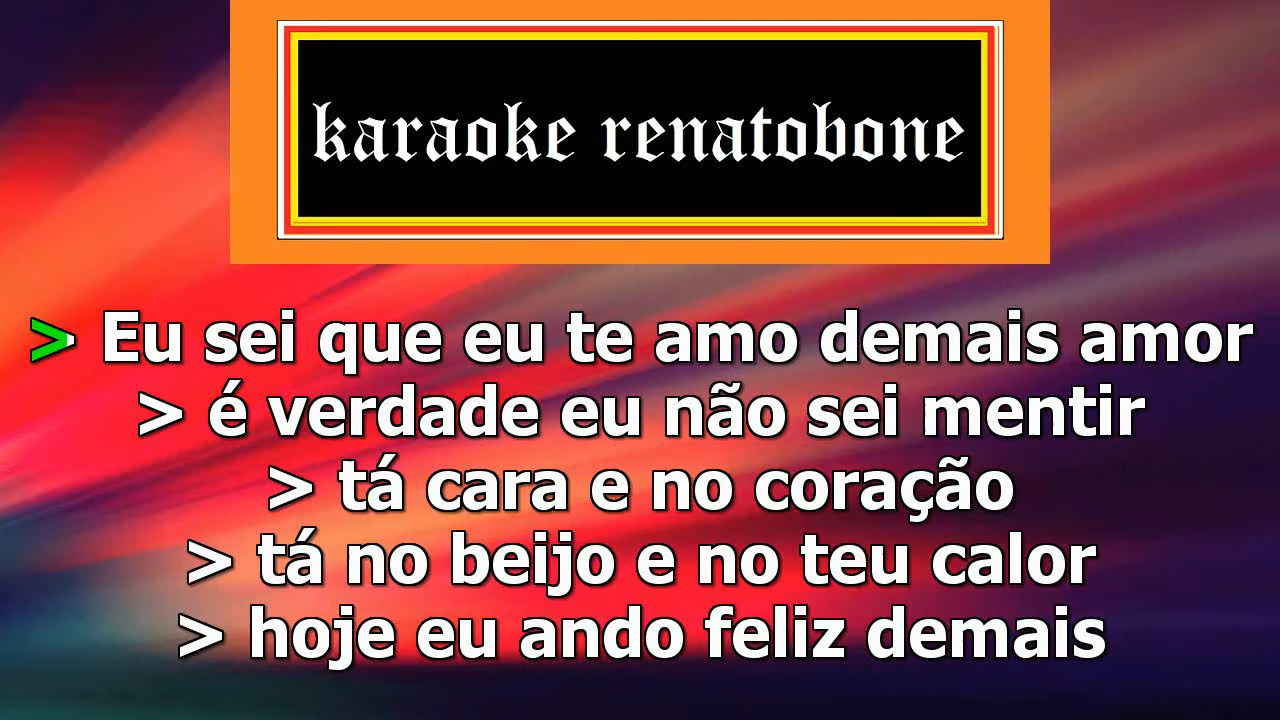 karaoke renatobone
> Eu sei que eu te amo demais amor
> é verdade eu não sei mentir
> tá cara e no coração
> tá no beijo e no teu calor
> hoje eu ando feliz demais